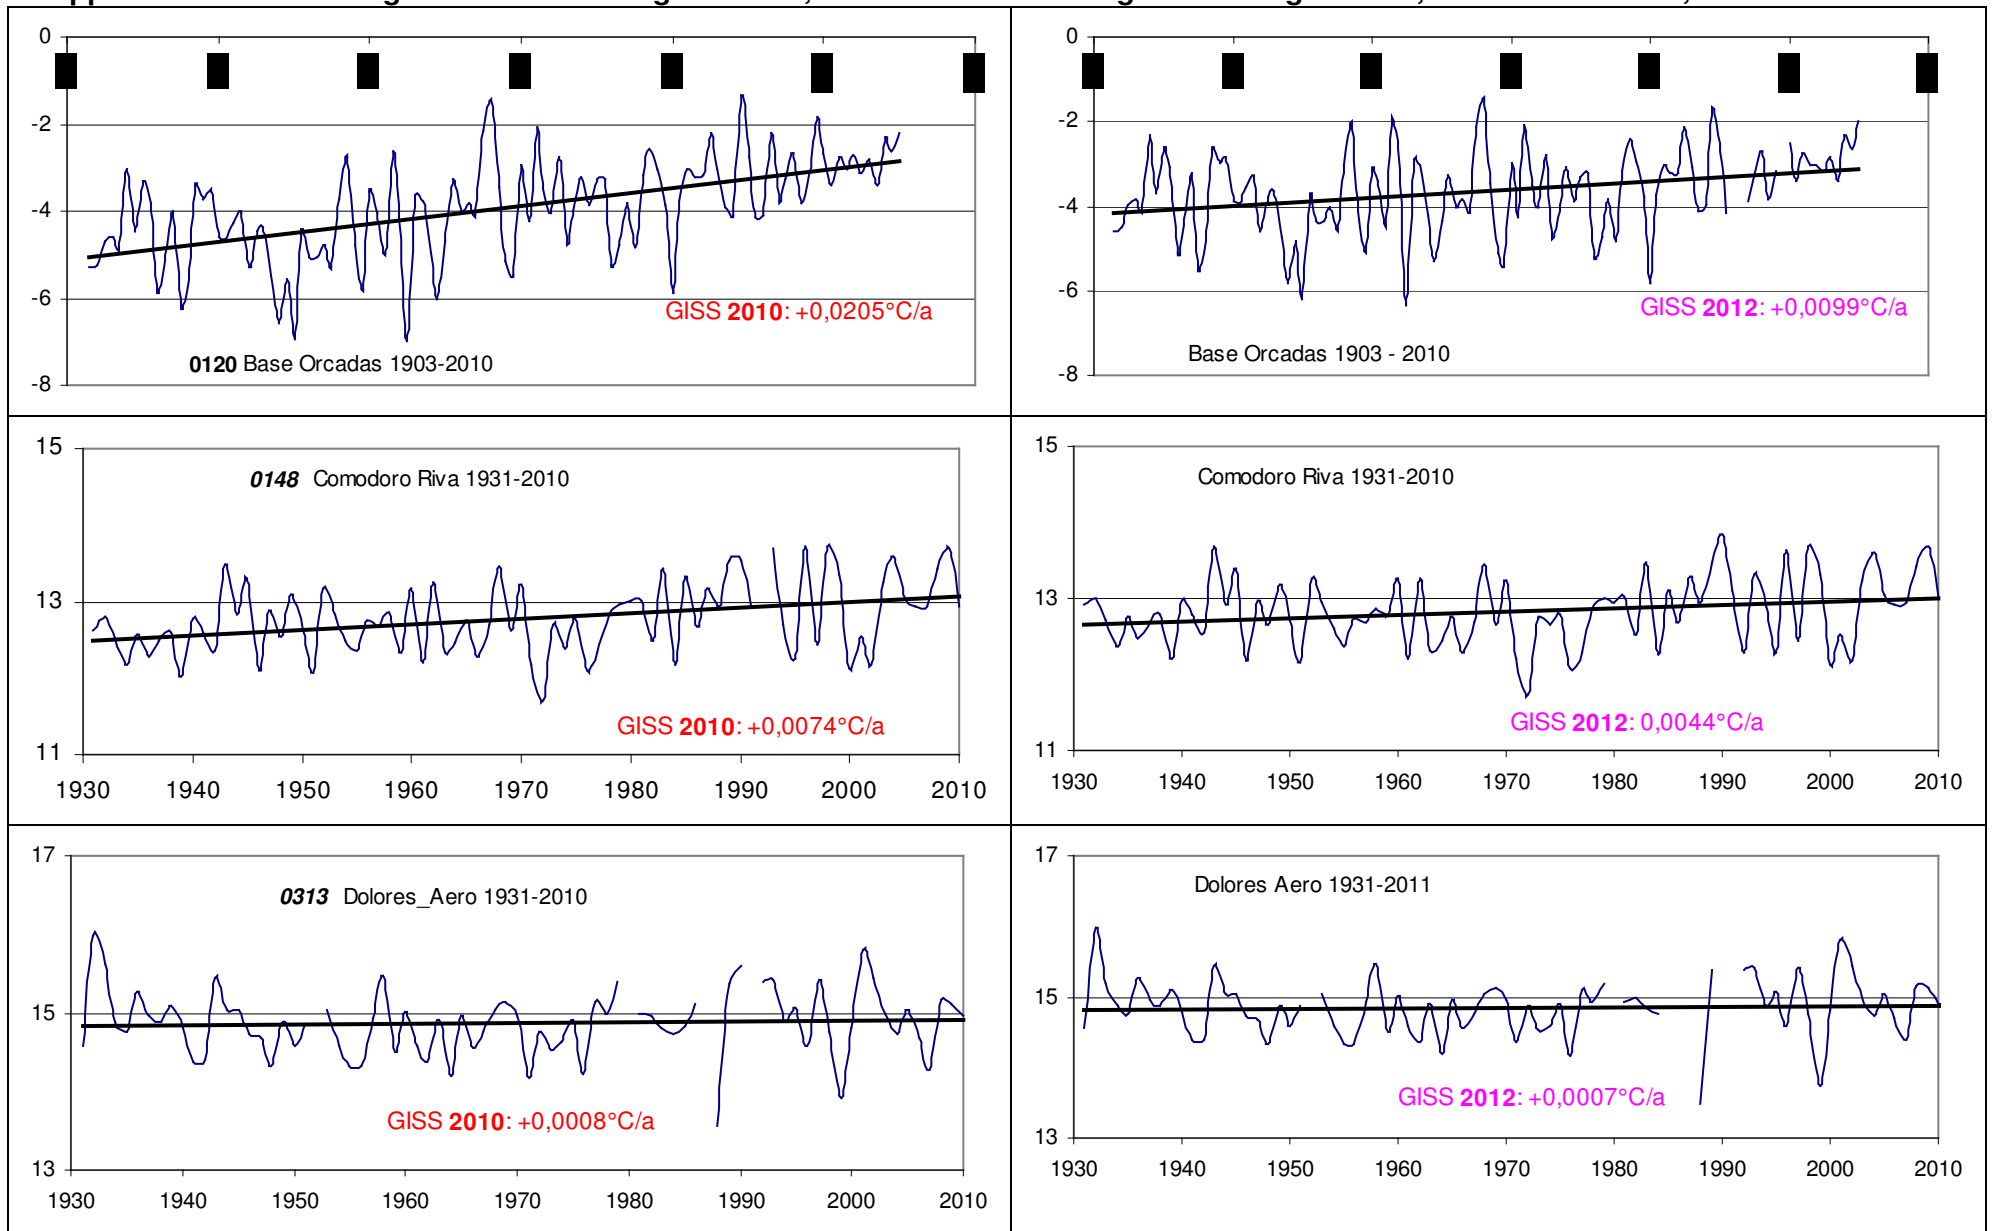 0
-2
-4
-6
-8
GISS 2010: +0,0205°C/a
0120 Base Orcadas 1903-2010
0
-2
-4
-6
-8
GISS 2012: +0,0099°C/a
Base Orcadas 1903 - 2010
15
13
11
0148 Comodoro Riva 1931-2010
GISS 2010: +0,0074°C/a
1930 1940 1950 1960 1970 1980 1990 2000 2010
15
13
11
Comodoro Riva 1931-2010
GISS 2012: 0,0044°C/a
1930 1940 1950 1960 1970 1980 1990 2000 2010
17
15
13
0313 Dolores_Aero 1931-2010
GISS 2010: +0,0008°C/a
1930 1940 1950 1960 1970 1980 1990 2000 2010
17
15
13
Dolores Aero 1931-2011
GISS 2012: +0,0007°C/a
1930 1940 1950 1960 1970 1980 1990 2000 2010